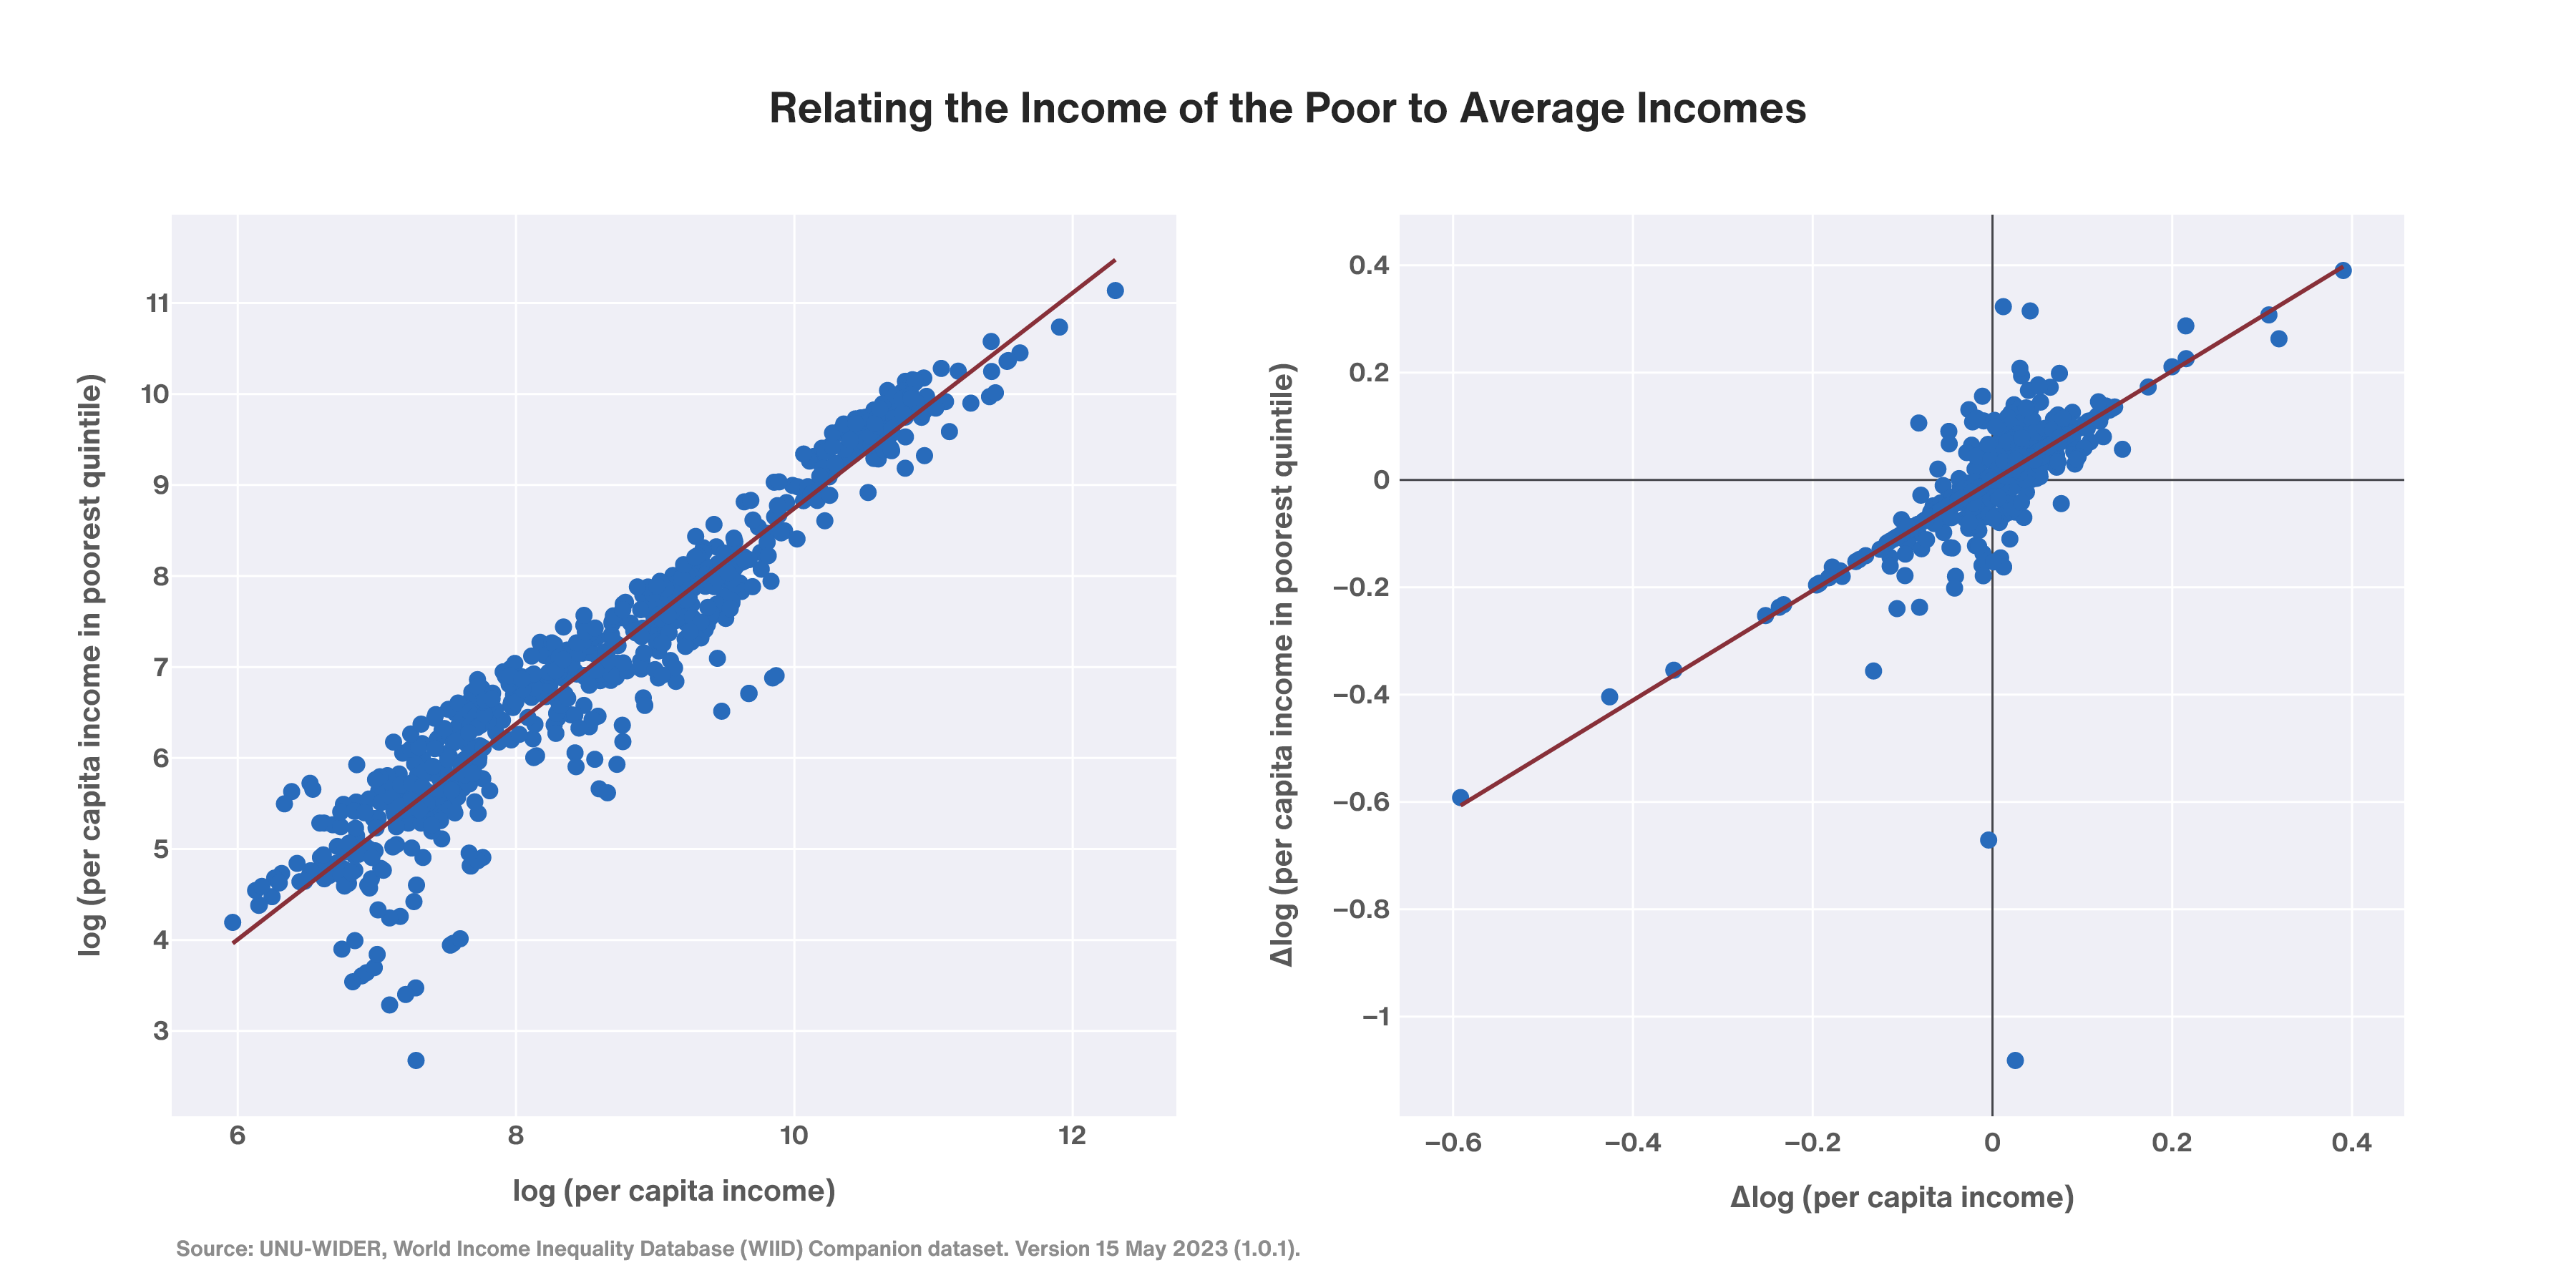 Relating the Income of the Poor to Average Incomes
log (per capita income in poorest quintile)
11
10
9
8
7
6
5
4
3
6 8 10 12
log (per capita income)
Δlog (per capita income in poorest quintile)
0.4
0.2
0
−0.2
−0.4
−0.6
−0.8
−1
−0.6 −0.4 −0.2 0 0.2 0.4
Δlog (per capita income)
Source: UNU-WIDER, World Income Inequality Database (WIID) Companion dataset. Version 15 May 2023 (1.0.1).